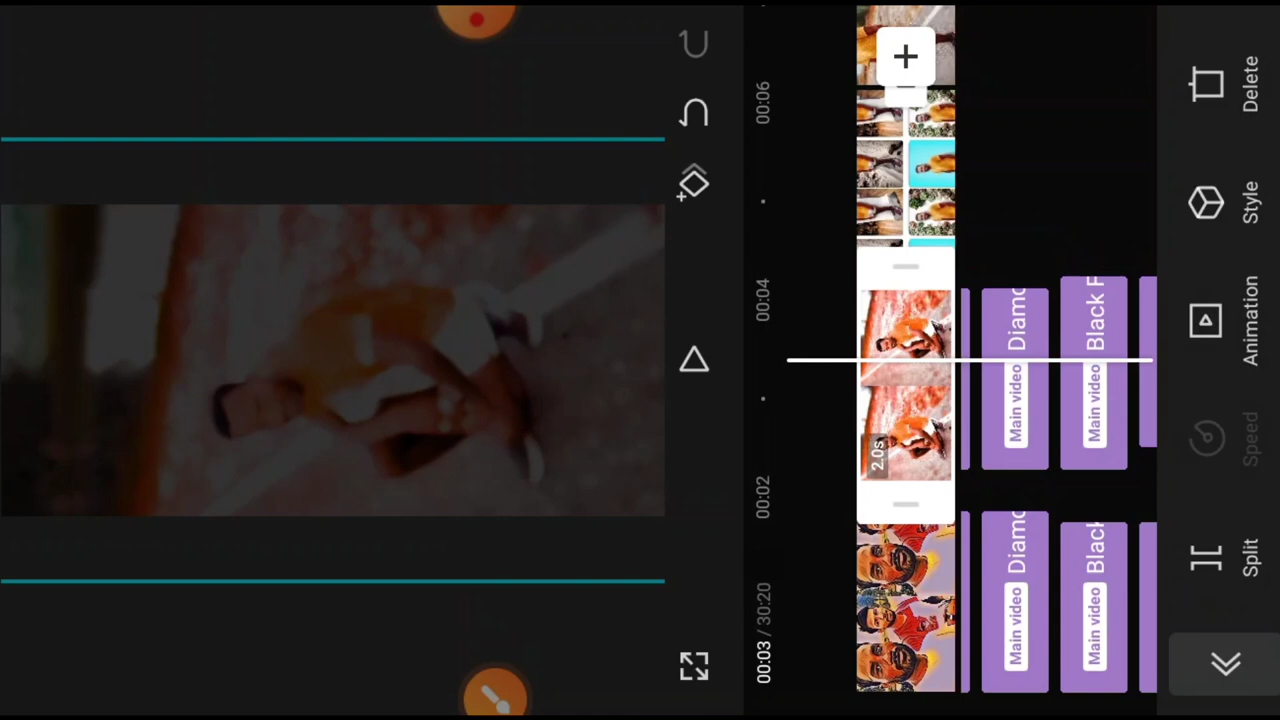 00:03 / 30:20
00:02
00:04
00:06
2.0s
Main video Diamo
Main video Diamo
Main video Black
Main video Black F
Split
Speed
Animation
Style
Delete